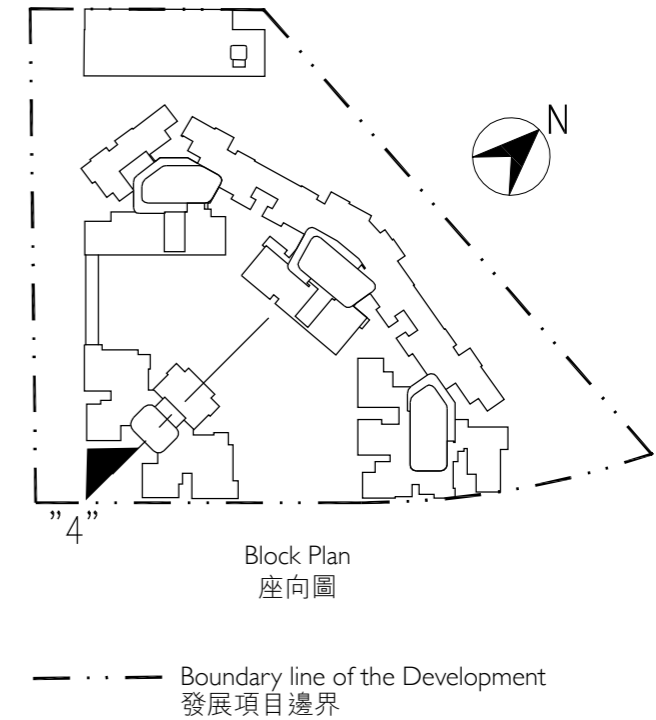 N
”4”
Block Plan
座向圖
Boundary line of the Development
發展項目邊界